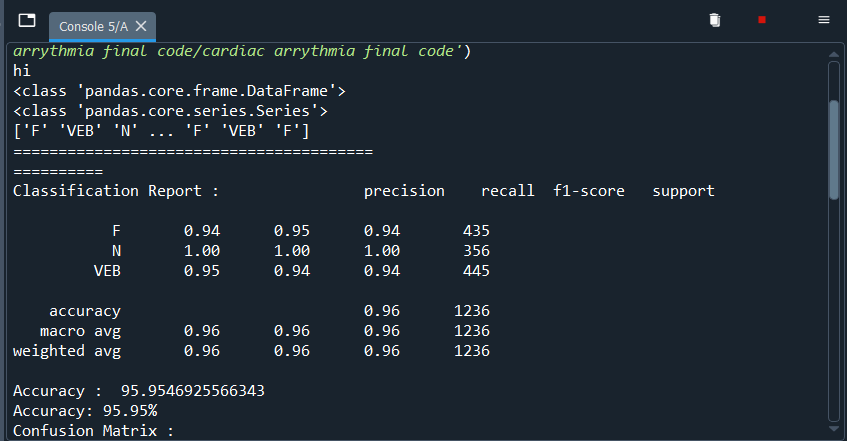 Console 5/A
arrythmia final code/cardiac arrythmia final code')
hi
<class 'pandas.core.frame.DataFrame'>
<class 'pandas.core.series.Series'>
['F' 'VEB' 'N' ... 'F' 'VEB' 'F']
========================================
==========
Classification Report :                precision    recall  f1-score   support

           F       0.94      0.95      0.94       435
           N       1.00      1.00      1.00       356
         VEB       0.95      0.94      0.94       445

    accuracy                           0.96      1236
   macro avg       0.96      0.96      0.96      1236
weighted avg       0.96      0.96      0.96      1236

Accuracy :  95.9546925566343
Accuracy: 95.95%
Confusion Matrix :